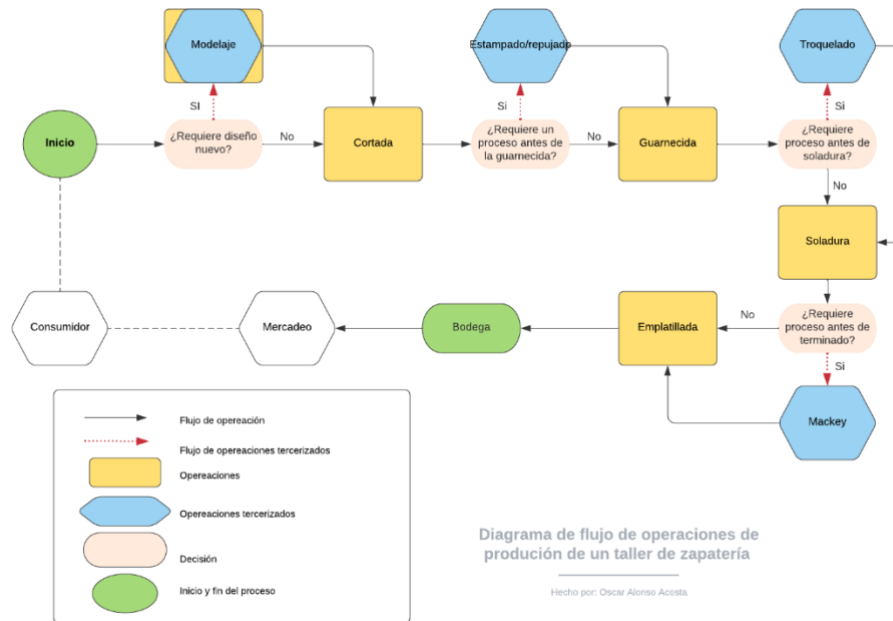 Modelaje
Estampado/repujado
Troquelado
SI
Si
Si
Inicio
¿Requiere diseño
nuevo?
No
Cortada
¿Requiere un
proceso antes de
la guarnecida?
No
Guarnecida
¿Requiere
proceso antes de
soladura?
No
Soladura
Consumidor
Mercadeo
Bodega
Emplatillada
No
¿Requiere
proceso antes de
terminado?
Si
Mackey
Flujo de opereación
Flujo de opereaciones tercerizados
Opereaciones
Opereaciones tercerizados
Decisión
Inicio y fin del proceso
Diagrama de flujo de operaciones de
produción de un taller de zapatería
Hecho por: Oscar Alonso Acosta